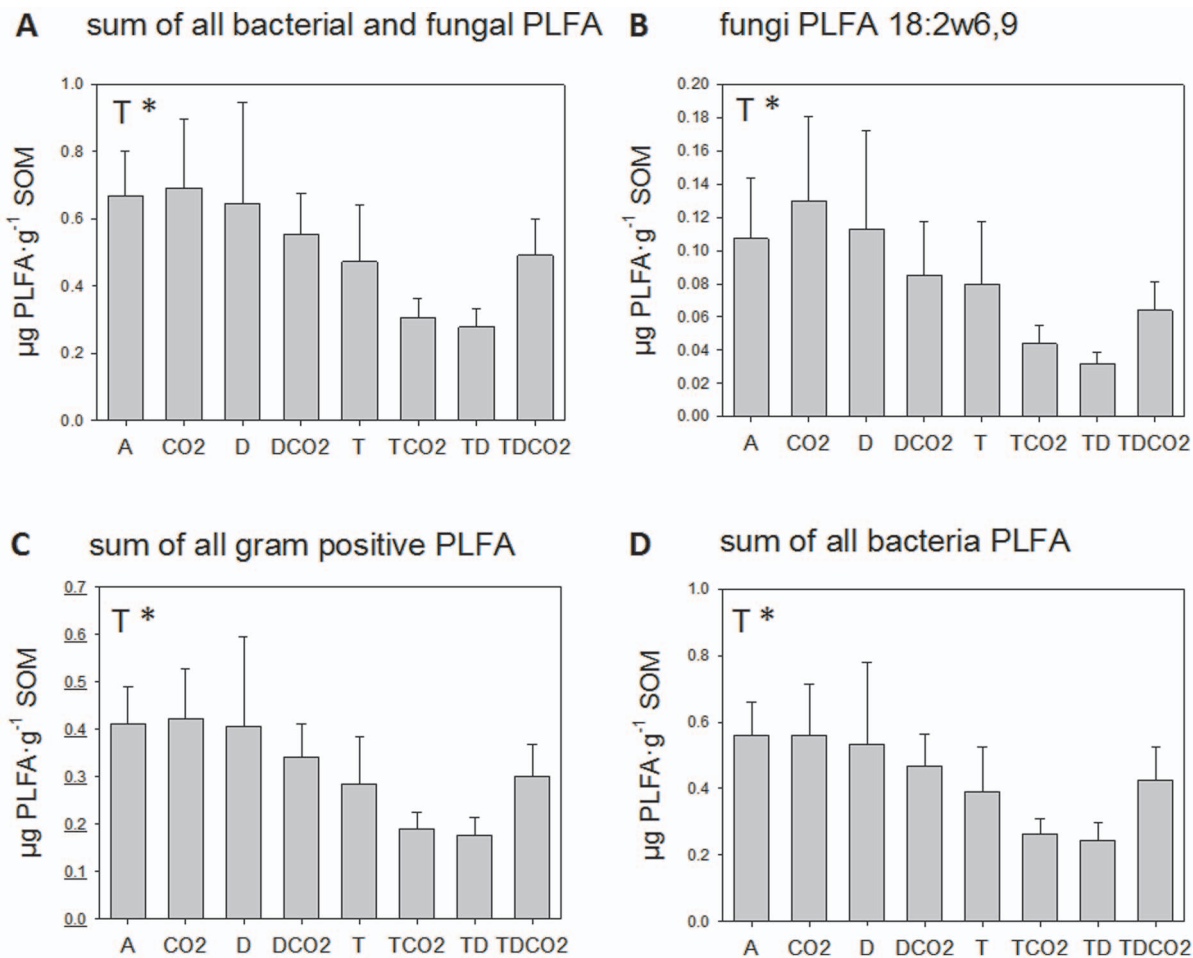 A sum of all bacterial and fungal PLFA
T *
µg PLFA·g⁻¹ SOM
1.0
0.8
0.6
0.4
0.2
0.0
A CO2 D DCO2 T TCO2 TD TDCO2
B fungi PLFA 18:2w6,9
T *
µg PLFA·g⁻¹ SOM
0.20
0.18
0.16
0.14
0.12
0.10
0.08
0.06
0.04
0.02
0.00
A CO2 D DCO2 T TCO2 TD TDCO2
C sum of all gram positive PLFA
T *
µg PLFA·g⁻¹ SOM
0.7
0.6
0.5
0.4
0.3
0.2
0.1
0.0
A CO2 D DCO2 T TCO2 TD TDCO2
D sum of all bacteria PLFA
T *
µg PLFA·g⁻¹ SOM
1.0
0.8
0.6
0.4
0.2
0.0
A CO2 D DCO2 T TCO2 TD TDCO2